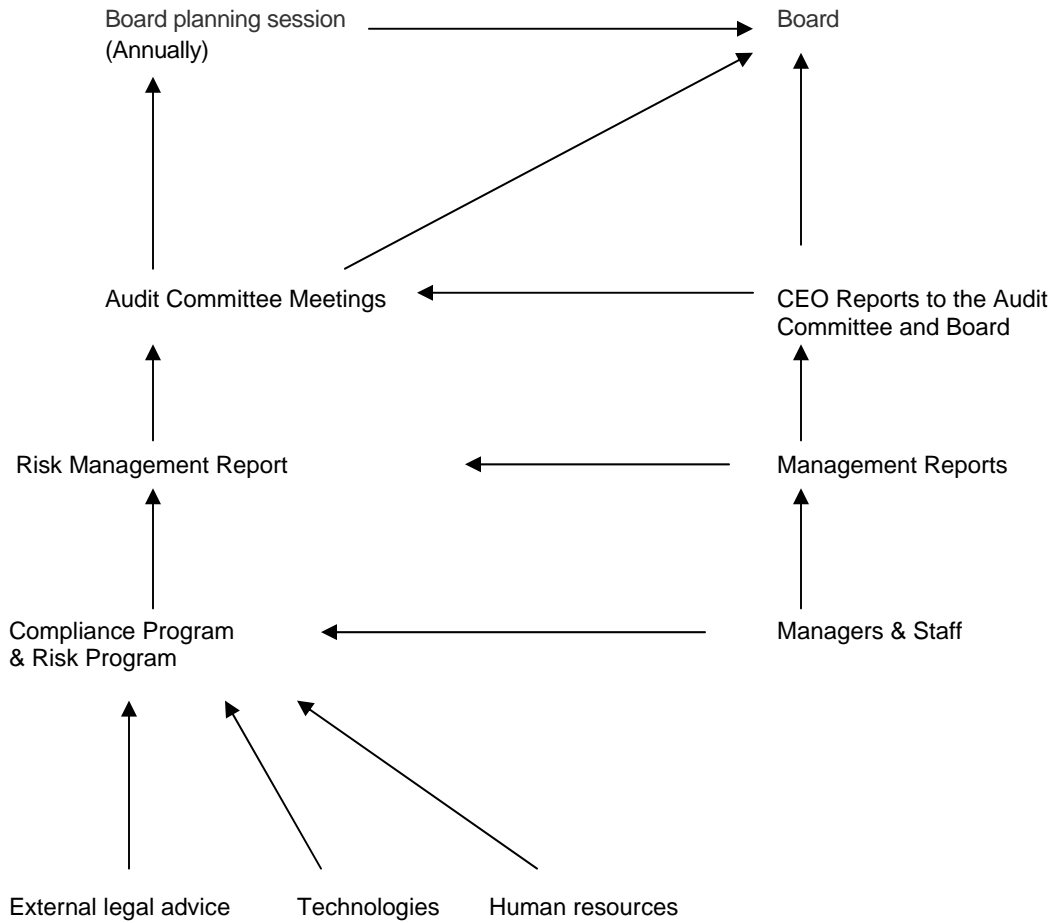 Board planning session
(Annually)
Board
Audit Committee Meetings
CEO Reports to the Audit
Committee and Board
Risk Management Report
Management Reports
Compliance Program
& Risk Program
Managers & Staff
External legal advice
Technologies
Human resources